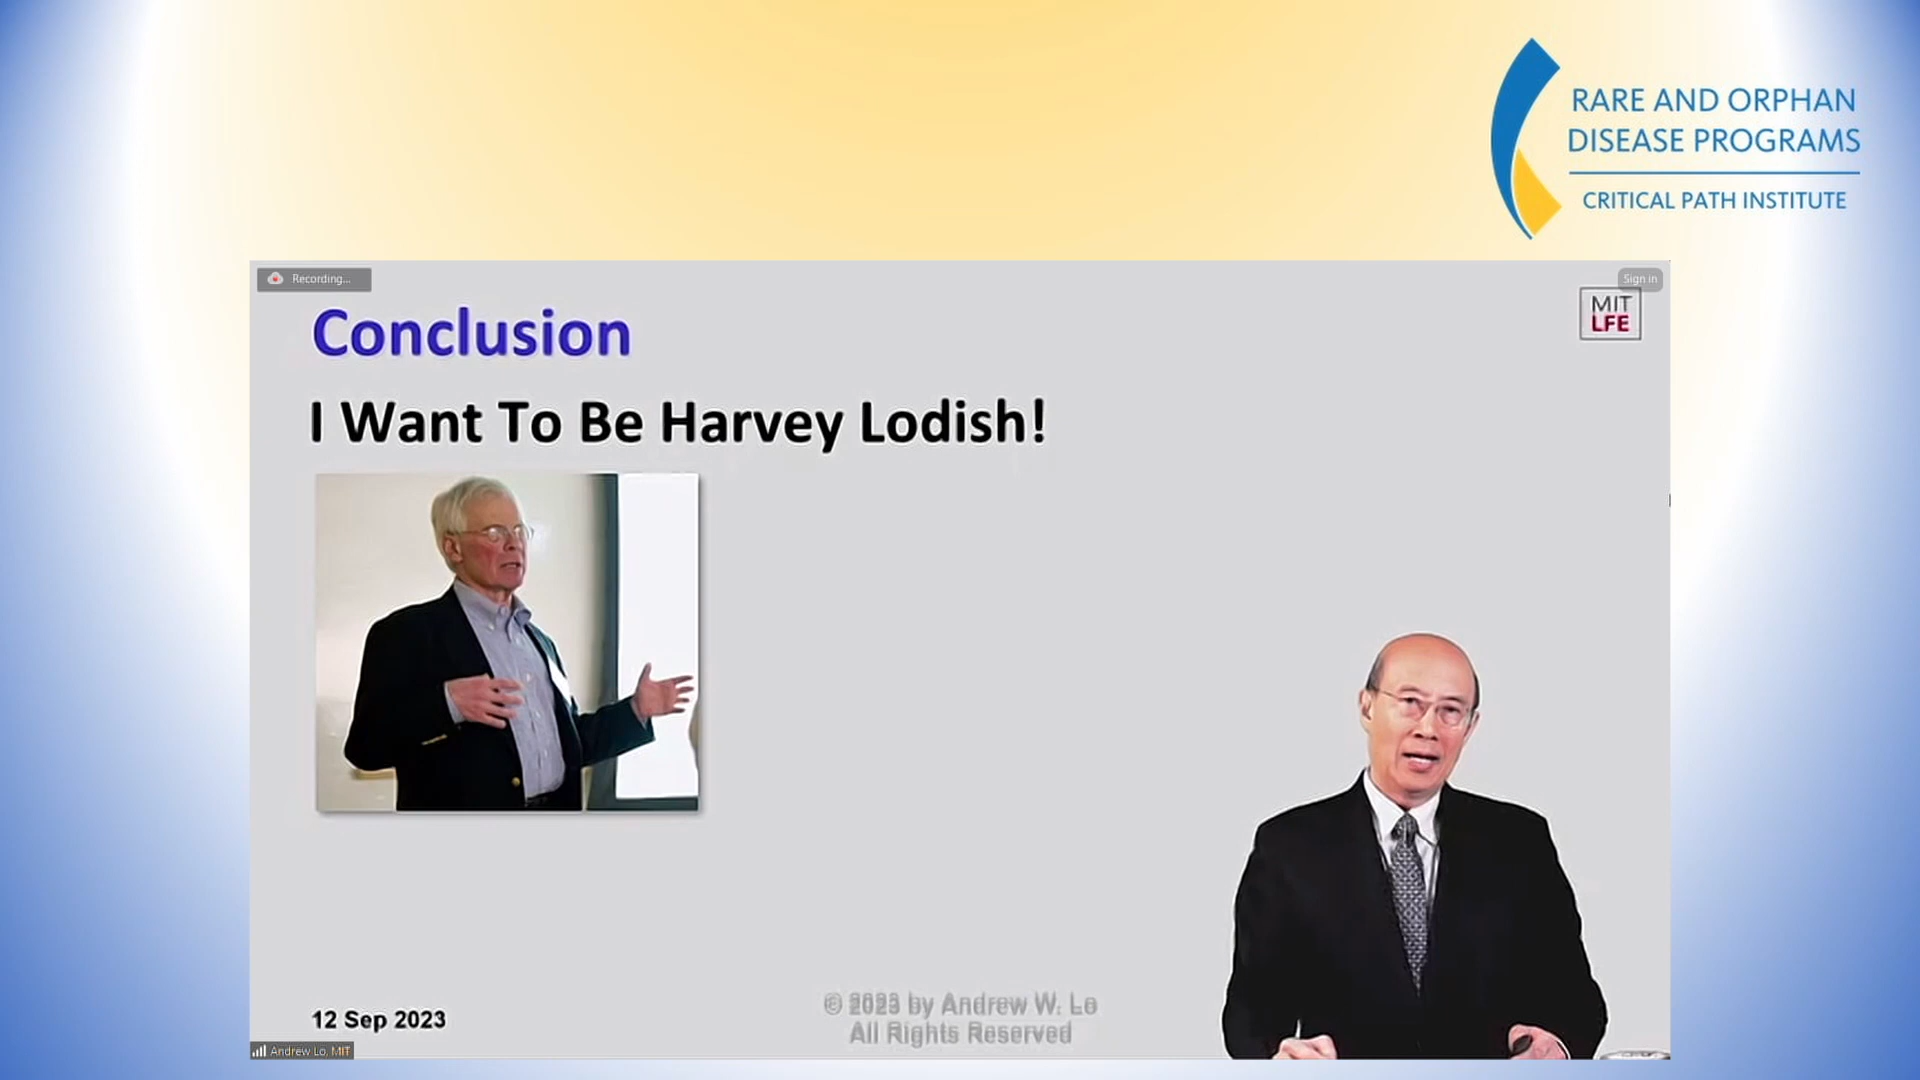 RARE AND ORPHAN
DISEASE PROGRAMS
CRITICAL PATH INSTITUTE
Recording...
Sign in
MIT
LFE
Conclusion
I Want To Be Harvey Lodish!
12 Sep 2023
© 2023 by Andrew W. Lo
All Rights Reserved
Andrew Lo, MIT